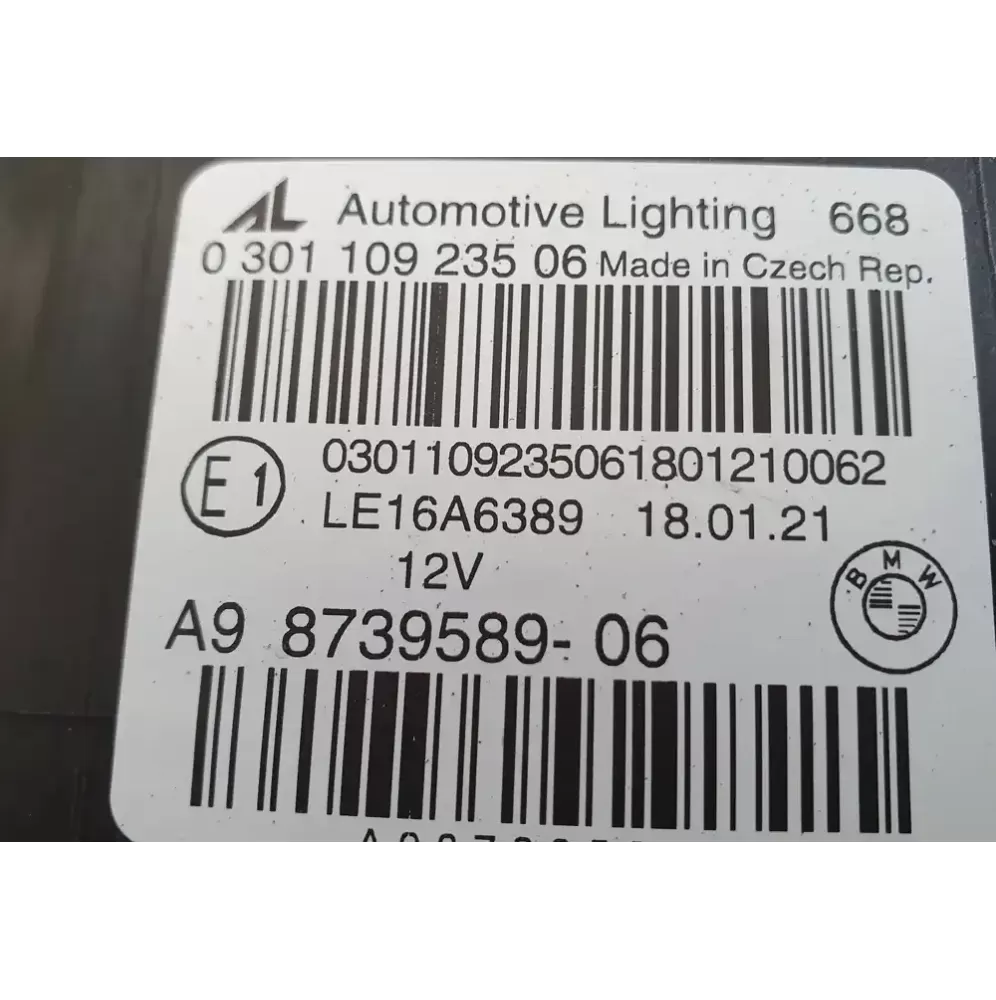 AL Automotive Lighting 668
0 301 109 235 06 Made in Czech Rep.
0301109235061801210062
E1
LE16A6389 18.01.21
12V
BMW
A9 8739589- 06